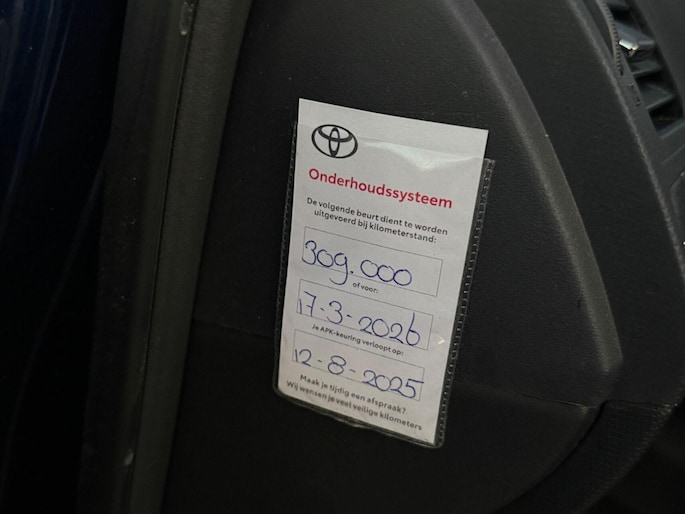 Onderhoudssysteem
De volgende beurt dient te worden
uitgevoerd bij kilometerstand:
309.000
of voor:
17-3-2026
Je APK-keuring verloopt op:
12-8-2025
Maak je tijdig een afspraak?
Wij wensen je veel veilige kilometers